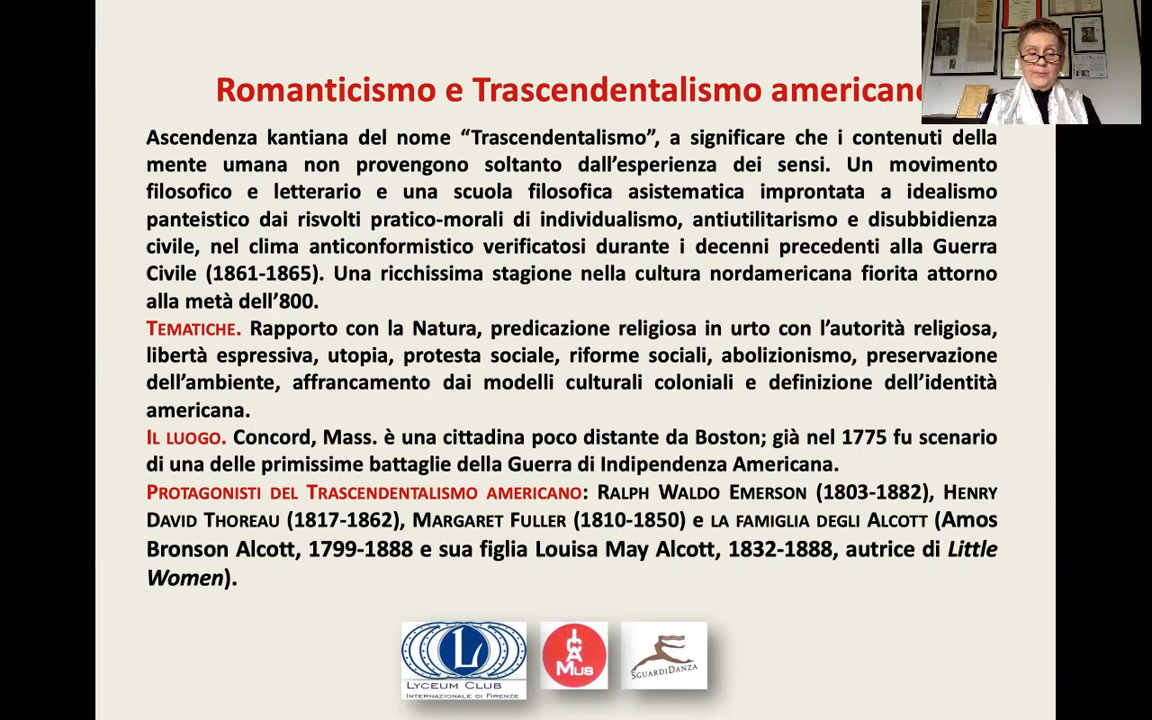 Romanticismo e Trascendentalismo american
Ascendenza kantiana del nome “Trascendentalismo”, a significare che i contenuti della
mente umana non provengono soltanto dall’esperienza dei sensi. Un movimento
filosofico e letterario e una scuola filosofica asistematica improntata a idealismo
panteistico dai risvolti pratico-morali di individualismo, antiutilitarismo e disubbidienza
civile, nel clima anticonformistico verificatosi durante i decenni precedenti alla Guerra
Civile (1861-1865). Una ricchissima stagione nella cultura nordamericana fiorita attorno
alla metà dell’800.
TEMATICHE. Rapporto con la Natura, predicazione religiosa in urto con l’autorità religiosa,
libertà espressiva, utopia, protesta sociale, riforme sociali, abolizionismo, preservazione
dell’ambiente, affrancamento dai modelli culturali coloniali e definizione dell’identità
americana.
IL LUOGO. Concord, Mass. è una cittadina poco distante da Boston; già nel 1775 fu scenario
di una delle primissime battaglie della Guerra di Indipendenza Americana.
PROTAGONISTI DEL TRASCENDENTALISMO AMERICANO: RALPH WALDO EMERSON (1803-1882), HENRY
DAVID THOREAU (1817-1862), MARGARET FULLER (1810-1850) e LA FAMIGLIA DEGLI ALCOTT (Amos
Bronson Alcott, 1799-1888 e sua figlia Louisa May Alcott, 1832-1888, autrice di Little
Women).
L
LYCEUM CLUB
INTERNAZIONALE DI FIRENZE
ICAMUS
SGUARDIDANZA